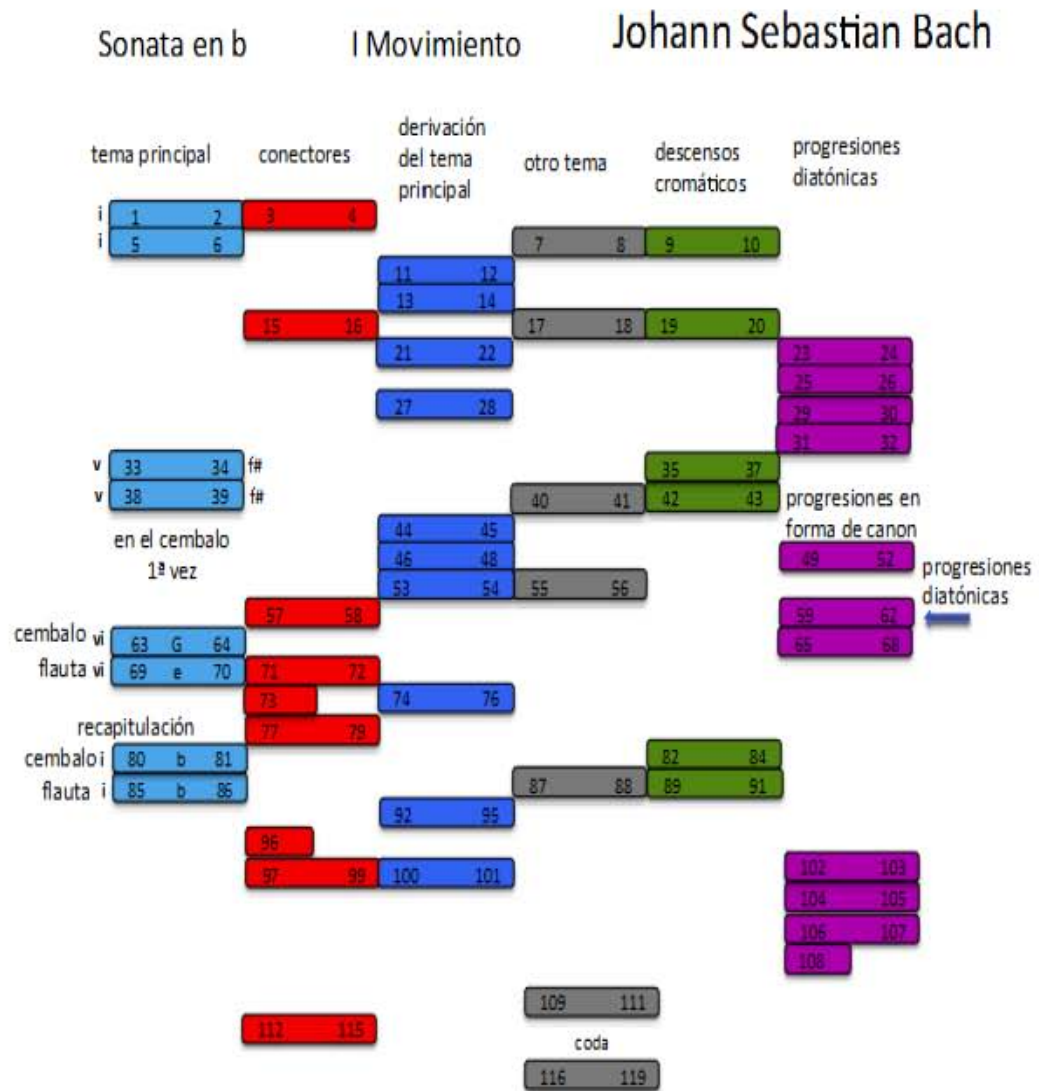 Sonata en b I Movimiento Johann Sebastian Bach
tema principal
conectores
derivación
del tema
principal
otro tema
descensos
cromáticos
progresiones
diatónicas
i 1 2 3 4
i 5 6 7 8 9 10
11 12
13 14
15 16 17 18 19 20
21 22 23 24
25 26
27 28 29 30
31 32
v 33 34 f# 35 37
v 38 39 f# 40 41 42 43
en el cembalo
1ª vez
progresiones en
forma de canon
44 45
46 48 49 52
53 54 55 56
progresiones
diatónicas
57 58 59 62
cembalo vi 63 G 64 65 68
flauta vi 69 e 70 71 72
73 74 76
recapitulación 77 79
cembalo i 80 b 81 82 84
flauta i 85 b 86 87 88 89 91
92 95
96
97 99 100 101 102 103
104 105
106 107
108
109 111
112 115
coda
116 119